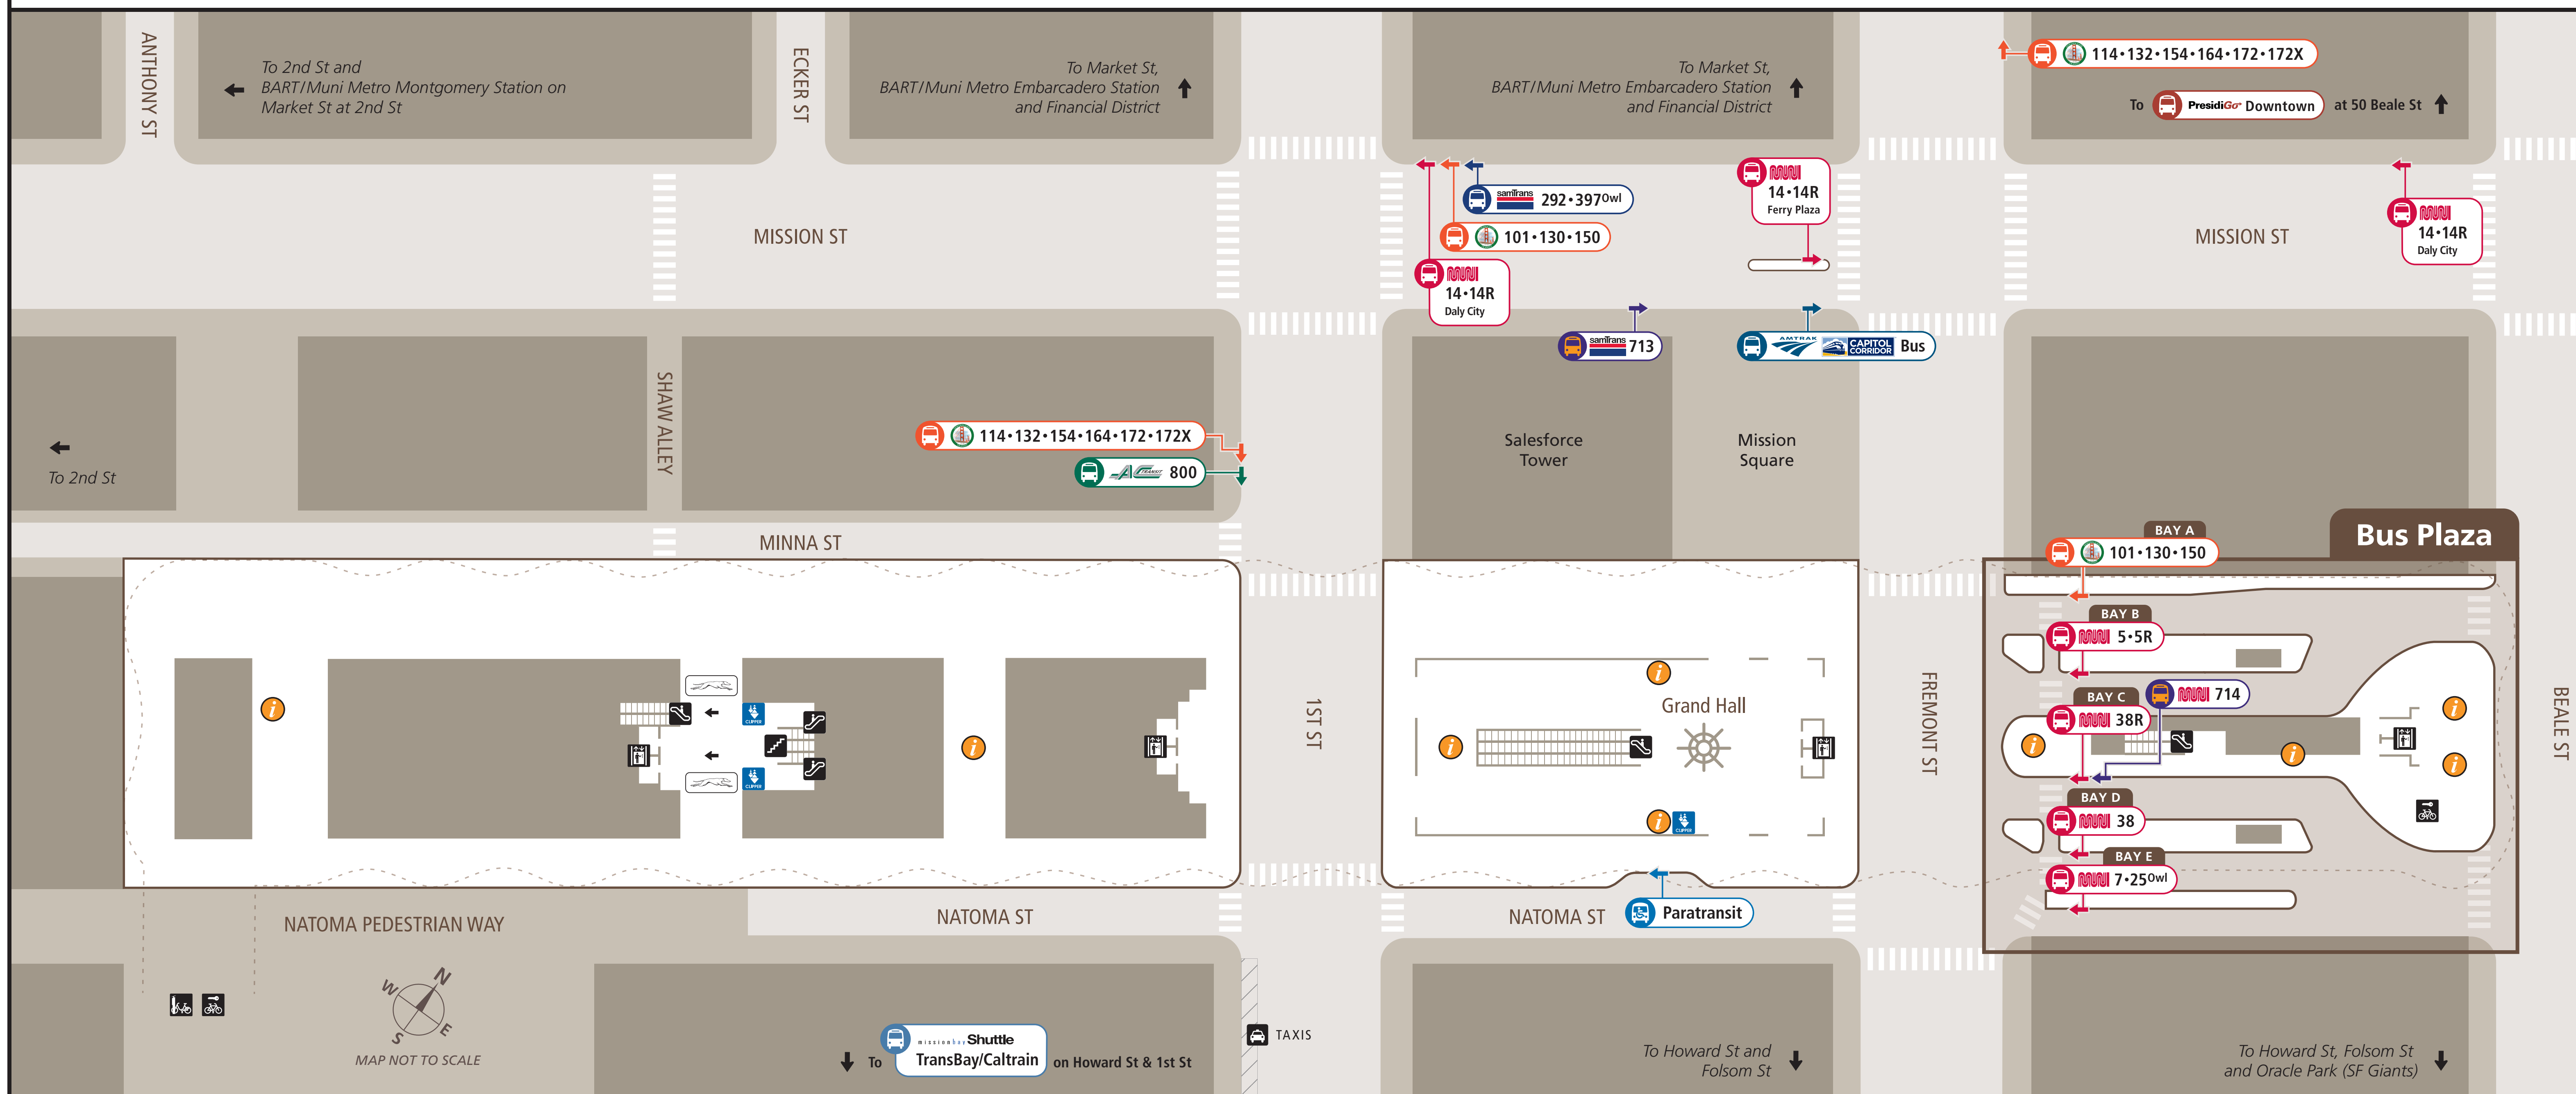 ANTHONY ST
To 2nd St and
BART/Muni Metro Montgomery Station on
Market St at 2nd St
ECKER ST
To Market St,
BART/Muni Metro Embarcadero Station
and Financial District
To Market St,
BART/Muni Metro Embarcadero Station
and Financial District
114•132•154•164•172•172X
To PresidiGo Downtown at 50 Beale St
MISSION ST
samTrans 292•397Owl
101•130•150
MUNI
14•14R
Daly City
MUNI
14•14R
Ferry Plaza
MISSION ST
MUNI
14•14R
Daly City
samTrans 713
AMTRAK CAPITOL CORRIDOR Bus
To 2nd St
SHAW ALLEY
114•132•154•164•172•172X
AC TRANSIT 800
Salesforce
Tower
Mission
Square
MINNA ST
Bus Plaza
BAY A
101•130•150
BAY B
MUNI 5•5R
BAY C
MUNI 38R
MUNI 714
BAY D
MUNI 38
BAY E
MUNI 7•25Owl
i
CLIPPER
CLIPPER
i
1ST ST
i
i
Grand Hall
i
CLIPPER
FREMONT ST
i
i
i
i
BEALE ST
NATOMA PEDESTRIAN WAY
NATOMA ST
NATOMA ST
Paratransit
N
W
E
S
MAP NOT TO SCALE
To missionbay Shuttle
TransBay/Caltrain on Howard St & 1st St
TAXIS
To Howard St and
Folsom St
To Howard St, Folsom St
and Oracle Park (SF Giants)